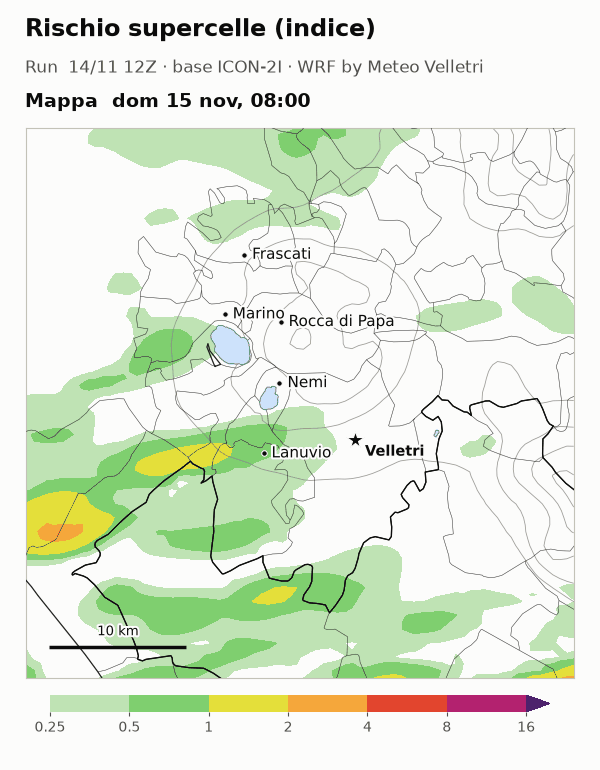 Rischio supercelle (indice)
Run  14/11 12Z · base ICON-2I · WRF by Meteo Velletri
Mappa  dom 15 nov, 08:00
Frascati
Marino
Rocca di Papa
Nemi
Velletri
Lanuvio
10 km
0.25 0.5 1 2 4 8 16